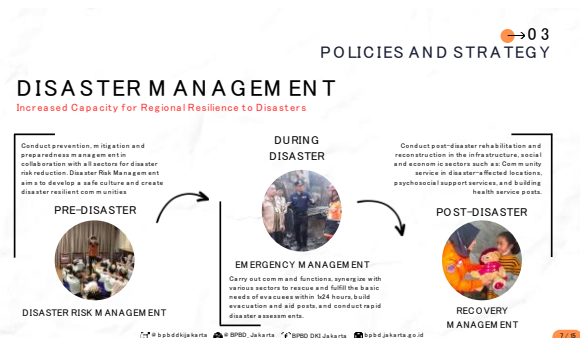 03
POLICIES AND STRATEGY
DISASTER MANAGEMENT
Increased Capacity for Regional Resilience to Disasters
Conduct prevention, mitigation and
preparedness management in
collaboration with all sectors for disaster
risk reduction. Disaster Risk Management
aims to develop a safe culture and create
disaster resilient communities
PRE-DISASTER
DISASTER RISK MANAGEMENT
DURING
DISASTER
EMERGENCY MANAGEMENT
Carry out command functions, synergize with
various sectors to rescue and fulfill the basic
needs of evacuees within 1x24 hours, build
evacuation and aid posts, and conduct rapid
disaster assessments.
Conduct post-disaster rehabilitation and
reconstruction in the infrastructure, social
and economic sectors such as: Community
service in disaster-affected locations,
psychosocial support services, and building
health service posts.
POST-DISASTER
RECOVERY
MANAGEMENT
@bpbddkijakarta @BPBD_Jakarta BPBD DKI Jakarta bpbd.jakarta.go.id
7 / 15